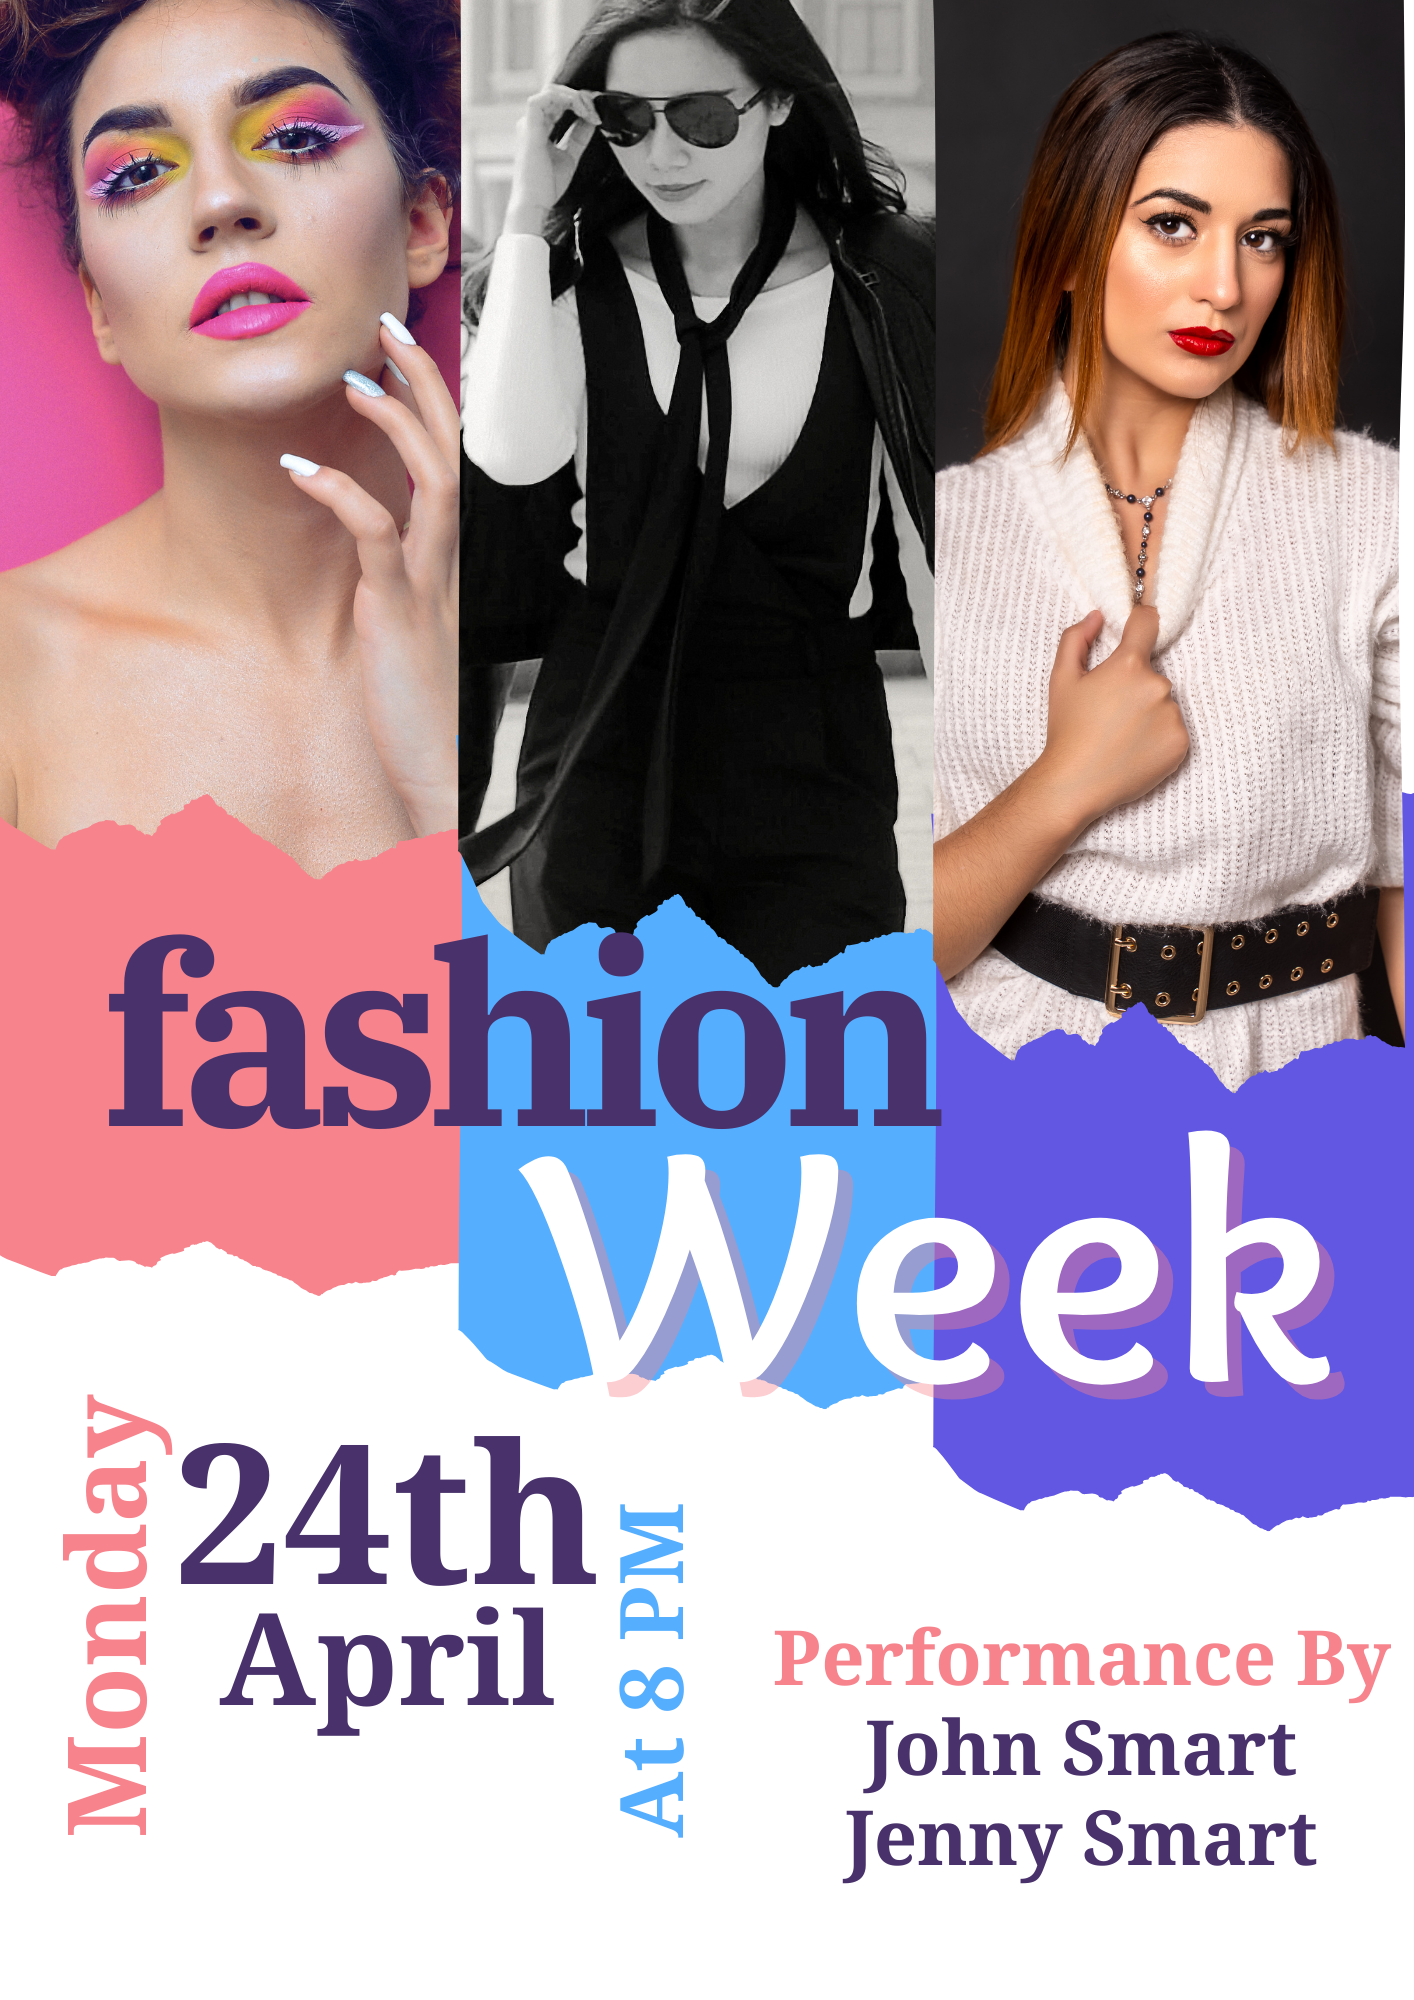 fashion
Week
Monday
24th
April
At 8 PM
Performance By
John Smart
Jenny Smart